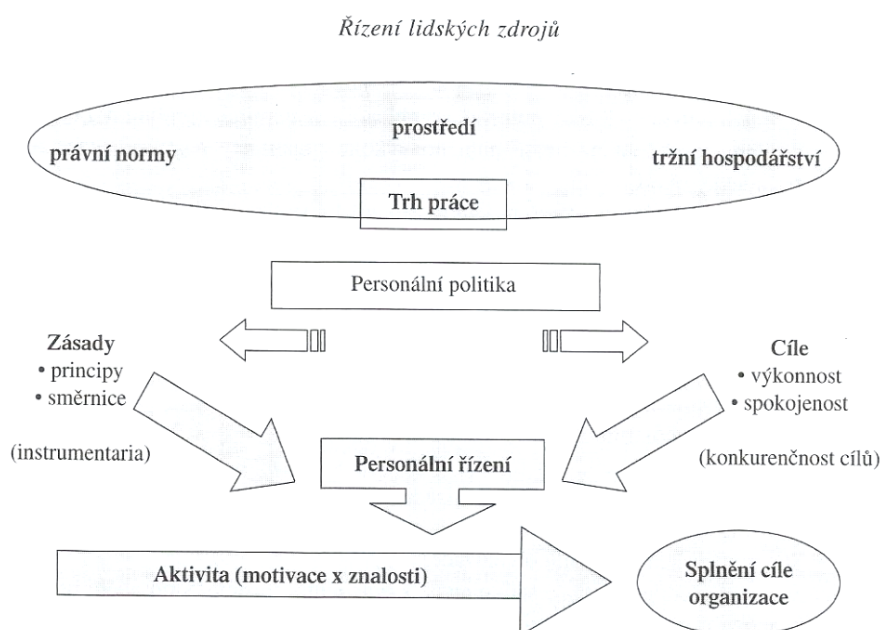 Řízení lidských zdrojů
prostředí
právní normy
tržní hospodářství
Trh práce
Personální politika
Zásady
• principy
• směrnice
(instrumentaria)
Cíle
• výkonnost
• spokojenost
(konkurenčnost cílů)
Personální řízení
Aktivita (motivace x znalosti)
Splnění cíle
organizace